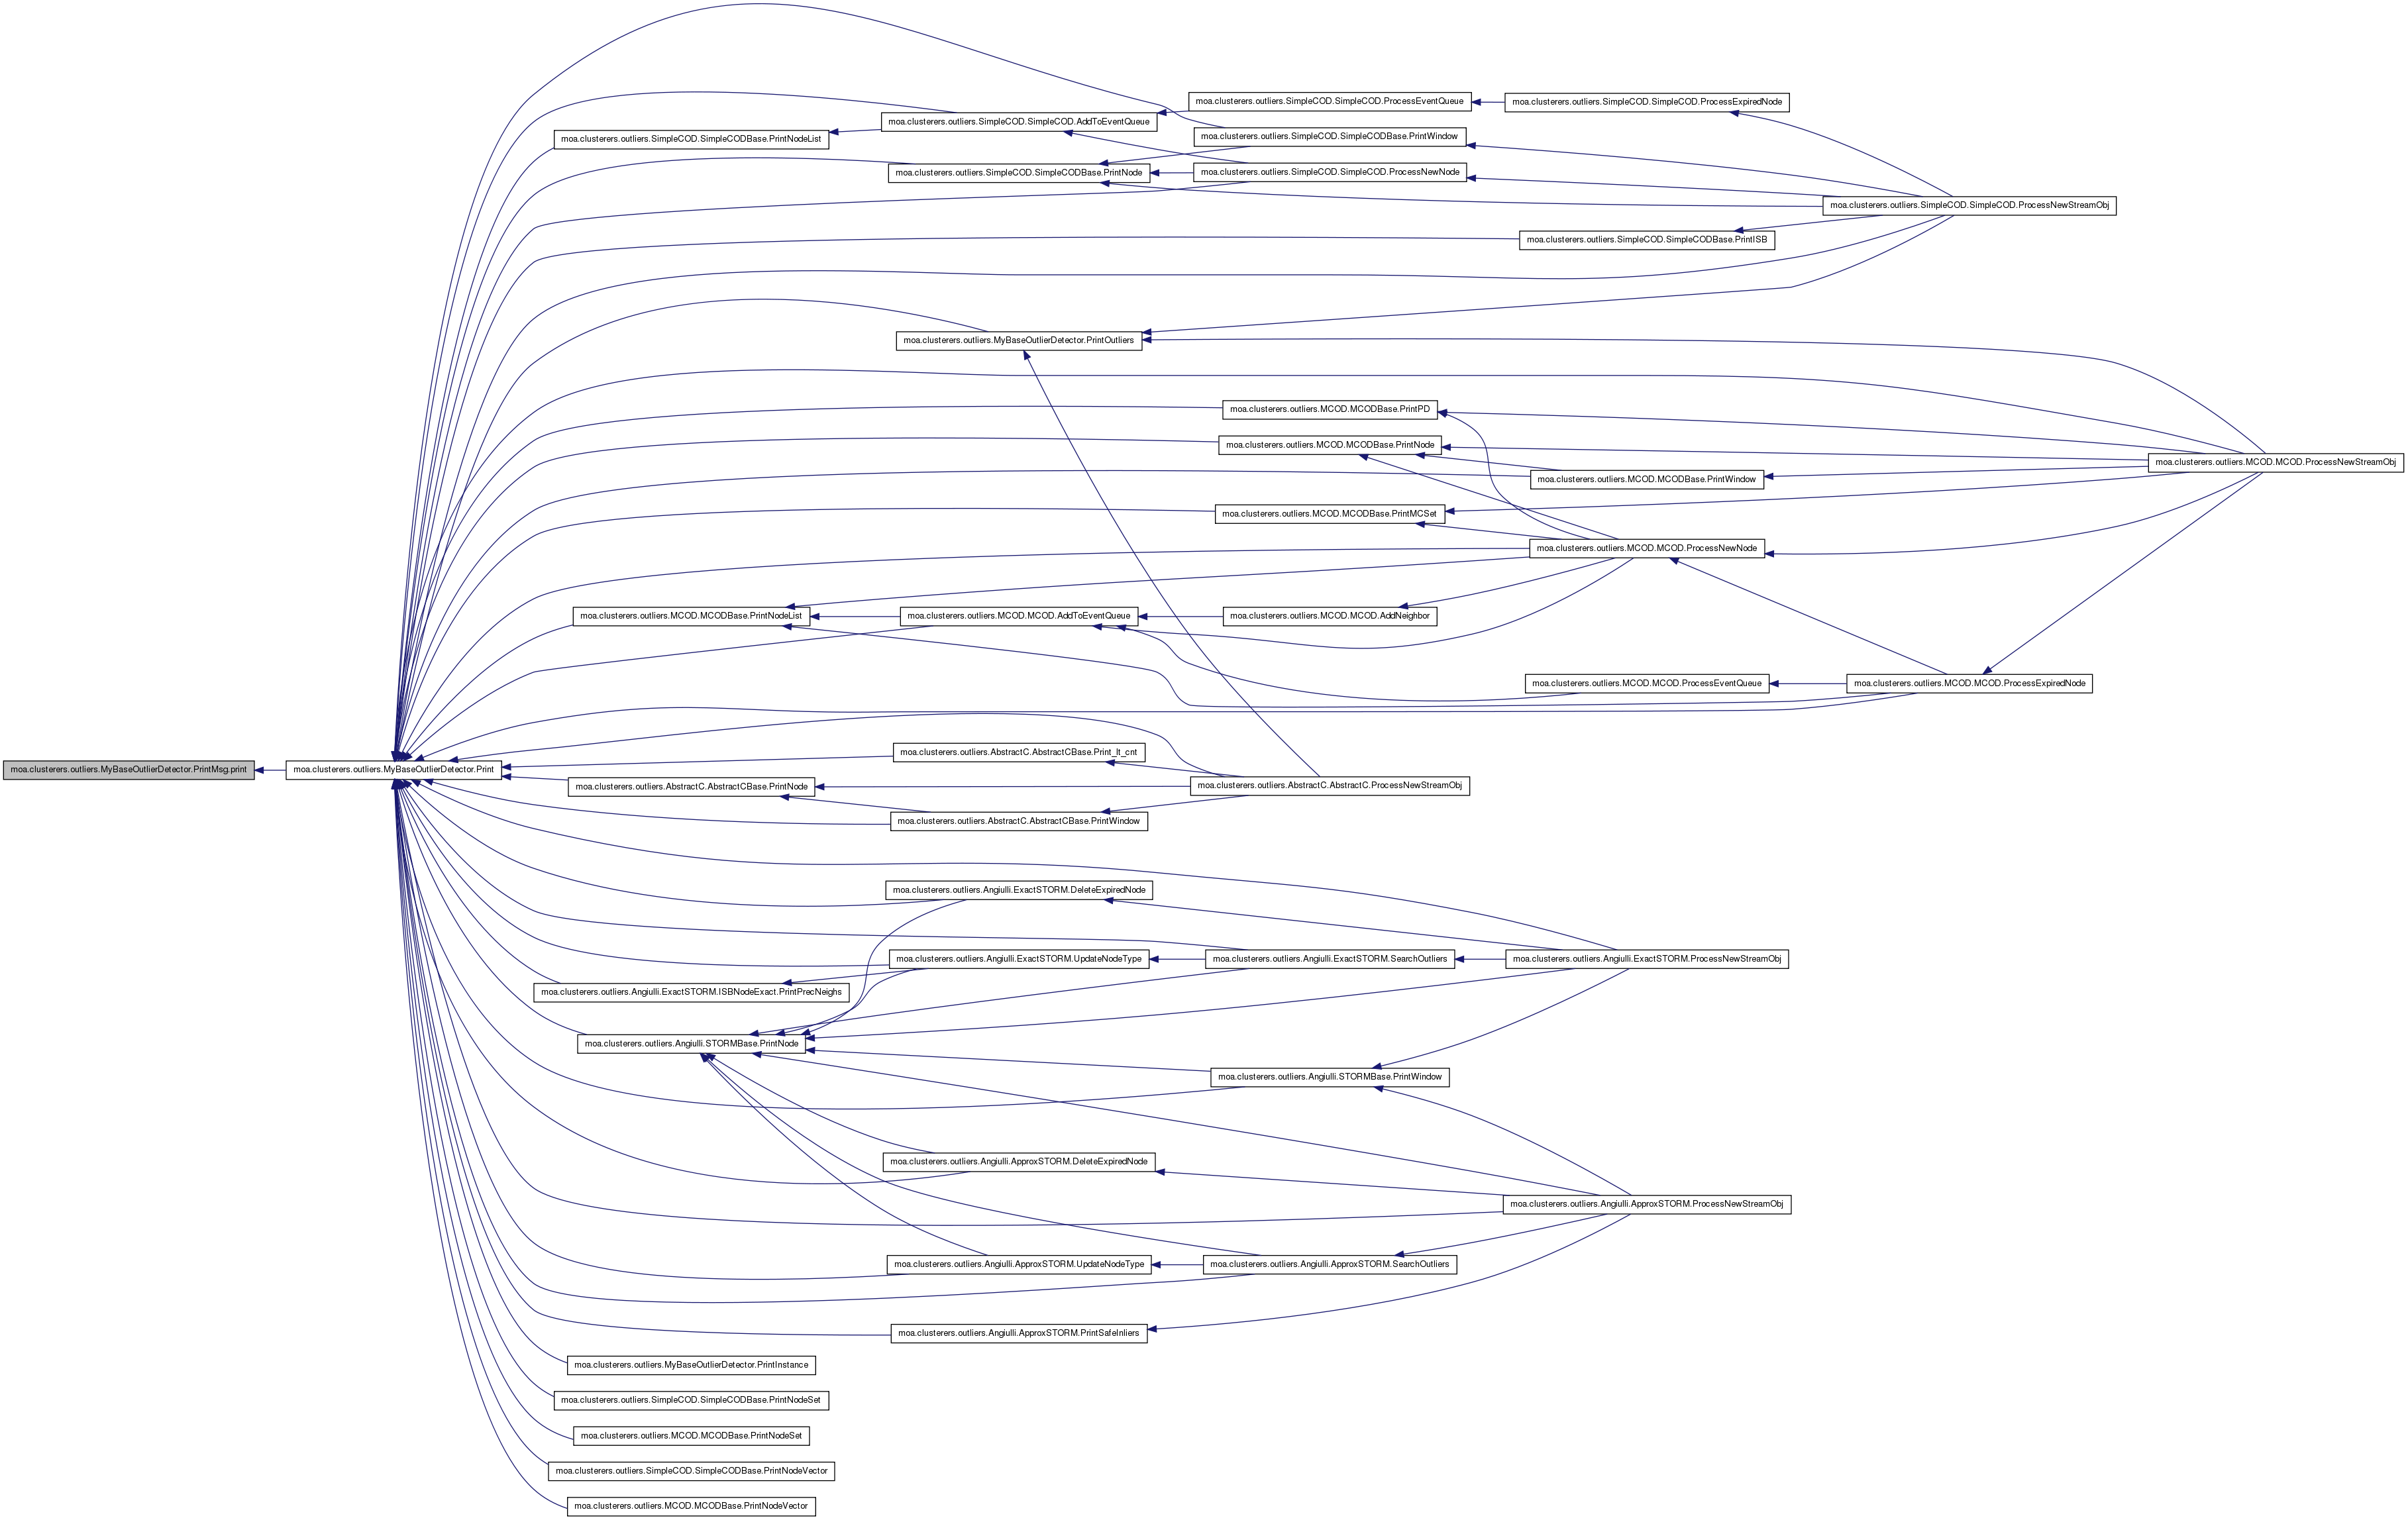 moa.clusterers.outliers.SimpleCOD.SimpleCOD.ProcessEventQueue
moa.clusterers.outliers.SimpleCOD.SimpleCOD.ProcessExpiredNode
moa.clusterers.outliers.SimpleCOD.SimpleCOD.AddToEventQueue
moa.clusterers.outliers.SimpleCOD.SimpleCODBase.PrintNodeList
moa.clusterers.outliers.SimpleCOD.SimpleCODBase.PrintWindow
moa.clusterers.outliers.SimpleCOD.SimpleCODBase.PrintNode
moa.clusterers.outliers.SimpleCOD.SimpleCOD.ProcessNewNode
moa.clusterers.outliers.SimpleCOD.SimpleCOD.ProcessNewStreamObj
moa.clusterers.outliers.SimpleCOD.SimpleCODBase.PrintISB
moa.clusterers.outliers.MyBaseOutlierDetector.PrintOutliers
moa.clusterers.outliers.MCOD.MCODBase.PrintPD
moa.clusterers.outliers.MCOD.MCODBase.PrintNode
moa.clusterers.outliers.MCOD.MCOD.ProcessNewStreamObj
moa.clusterers.outliers.MCOD.MCODBase.PrintWindow
moa.clusterers.outliers.MCOD.MCODBase.PrintMCSet
moa.clusterers.outliers.MCOD.MCOD.ProcessNewNode
moa.clusterers.outliers.MCOD.MCODBase.PrintNodeList
moa.clusterers.outliers.MCOD.MCOD.AddToEventQueue
moa.clusterers.outliers.MCOD.MCOD.AddNeighbor
moa.clusterers.outliers.MCOD.MCOD.ProcessEventQueue
moa.clusterers.outliers.MCOD.MCOD.ProcessExpiredNode
moa.clusterers.outliers.AbstractC.AbstractCBase.Print_lt_cnt
moa.clusterers.outliers.MyBaseOutlierDetector.PrintMsg.print
moa.clusterers.outliers.MyBaseOutlierDetector.Print
moa.clusterers.outliers.AbstractC.AbstractCBase.PrintNode
moa.clusterers.outliers.AbstractC.AbstractC.ProcessNewStreamObj
moa.clusterers.outliers.AbstractC.AbstractCBase.PrintWindow
moa.clusterers.outliers.Angiulli.ExactSTORM.DeleteExpiredNode
moa.clusterers.outliers.Angiulli.ExactSTORM.UpdateNodeType
moa.clusterers.outliers.Angiulli.ExactSTORM.SearchOutliers
moa.clusterers.outliers.Angiulli.ExactSTORM.ProcessNewStreamObj
moa.clusterers.outliers.Angiulli.ExactSTORM.ISBNodeExact.PrintPrecNeighs
moa.clusterers.outliers.Angiulli.STORMBase.PrintNode
moa.clusterers.outliers.Angiulli.STORMBase.PrintWindow
moa.clusterers.outliers.Angiulli.ApproxSTORM.DeleteExpiredNode
moa.clusterers.outliers.Angiulli.ApproxSTORM.ProcessNewStreamObj
moa.clusterers.outliers.Angiulli.ApproxSTORM.UpdateNodeType
moa.clusterers.outliers.Angiulli.ApproxSTORM.SearchOutliers
moa.clusterers.outliers.Angiulli.ApproxSTORM.PrintSafeInliers
moa.clusterers.outliers.MyBaseOutlierDetector.PrintInstance
moa.clusterers.outliers.SimpleCOD.SimpleCODBase.PrintNodeSet
moa.clusterers.outliers.MCOD.MCODBase.PrintNodeSet
moa.clusterers.outliers.SimpleCOD.SimpleCODBase.PrintNodeVector
moa.clusterers.outliers.MCOD.MCODBase.PrintNodeVector